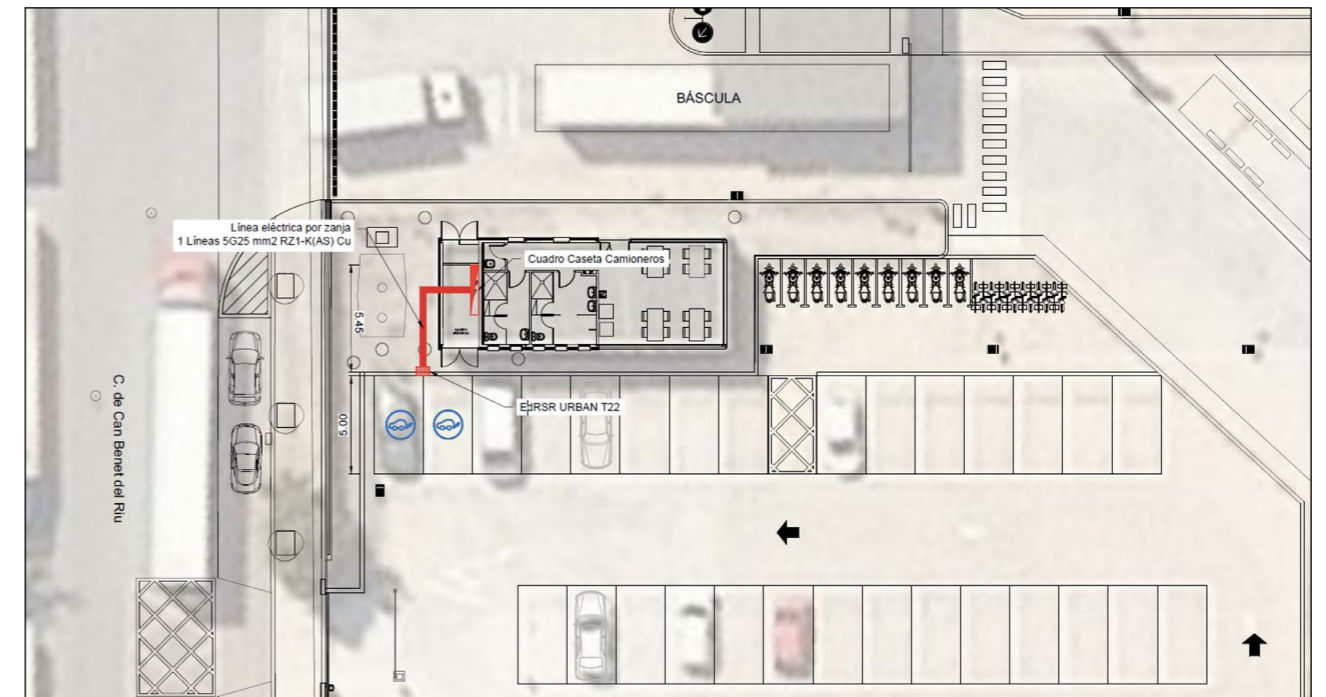 BÁSCULA
Línea eléctrica por zanja
1 Líneas 5G25 mm2 RZ1-K(AS) Cu
Cuadro Caseta Camioneros
5.45
5.00
EdRSR URBAN T22
C. de Can Benet del Riu